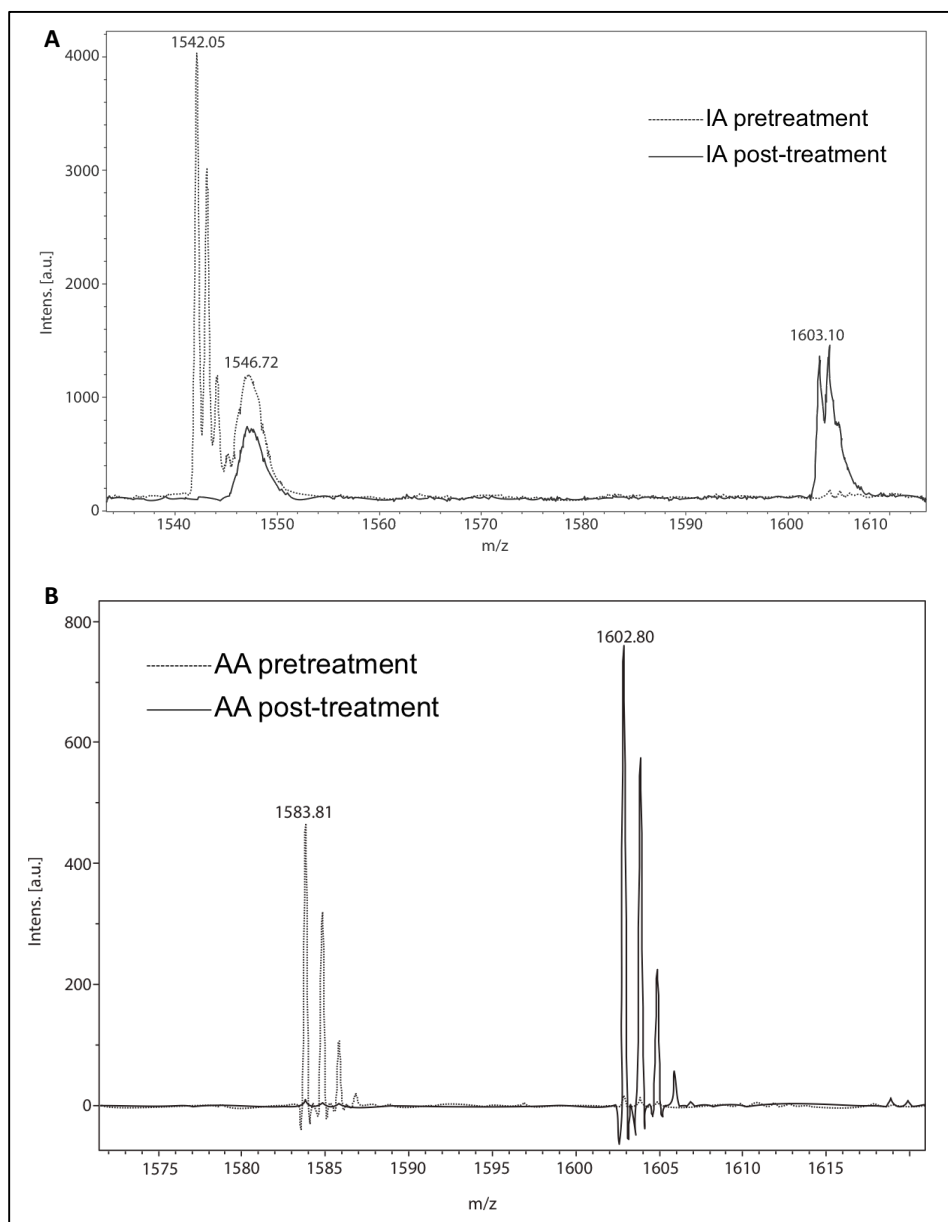 A
1542.05
4000
IA pretreatment
IA post-treatment
3000
Intens. [a.u.]
2000
1546.72
1603.10
1000
0
1540 1550 1560 1570 1580 1590 1600 1610
m/z
B
800
1602.80
AA pretreatment
AA post-treatment
600
1583.81
Intens. [a.u.]
400
200
0
1575 1580 1585 1590 1595 1600 1605 1610 1615
m/z